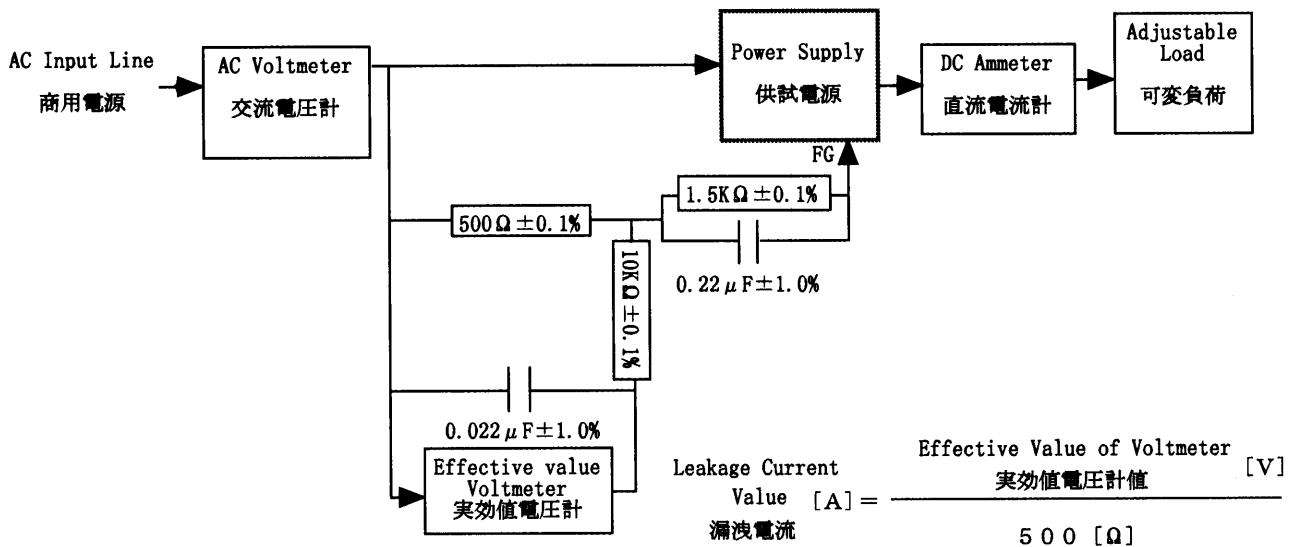 AC Input Line
商用電源
AC Voltmeter
交流電圧計
Power Supply
供試電源
DC Ammeter
直流電流計
Adjustable
Load
可変負荷
FG
1.5KΩ±0.1%
500Ω±0.1%
0.22μF±1.0%
10KΩ±0.1%
0.022μF±1.0%
Effective value
Voltmeter
実効値電圧計
Leakage Current
Value [A]=
漏洩電流
Effective Value of Voltmeter
実効値電圧計値 [V]
500 [Ω]